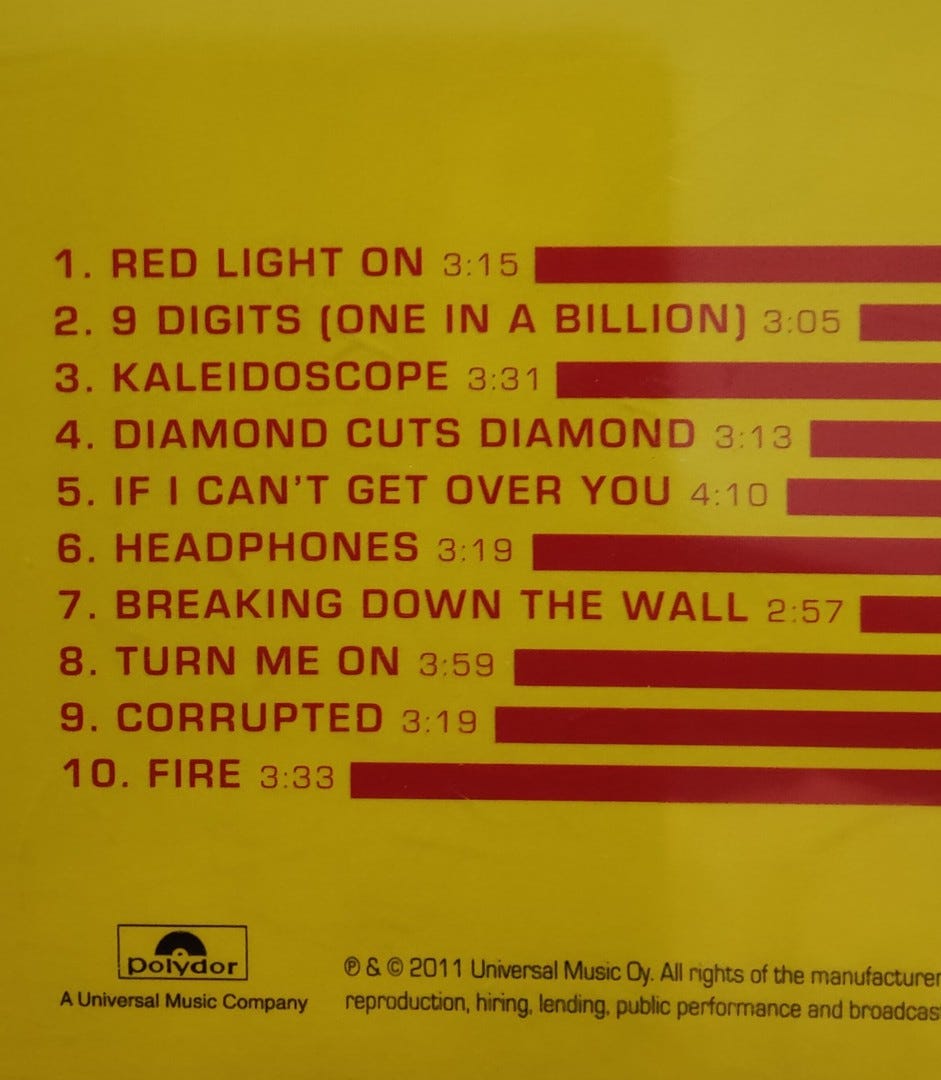 1. RED LIGHT ON 3:15
2. 9 DIGITS (ONE IN A BILLION) 3:05
3. KALEIDOSCOPE 3:31
4. DIAMOND CUTS DIAMOND 3:13
5. IF I CAN'T GET OVER YOU 4:10
6. HEADPHONES 3:19
7. BREAKING DOWN THE WALL 2:57
8. TURN ME ON 3:59
9. CORRUPTED 3:19
10. FIRE 3:33
polydor
A Universal Music Company
℗ & © 2011 Universal Music Oy. All rights of the manufacturer
reproduction, hiring, lending, public performance and broadcas